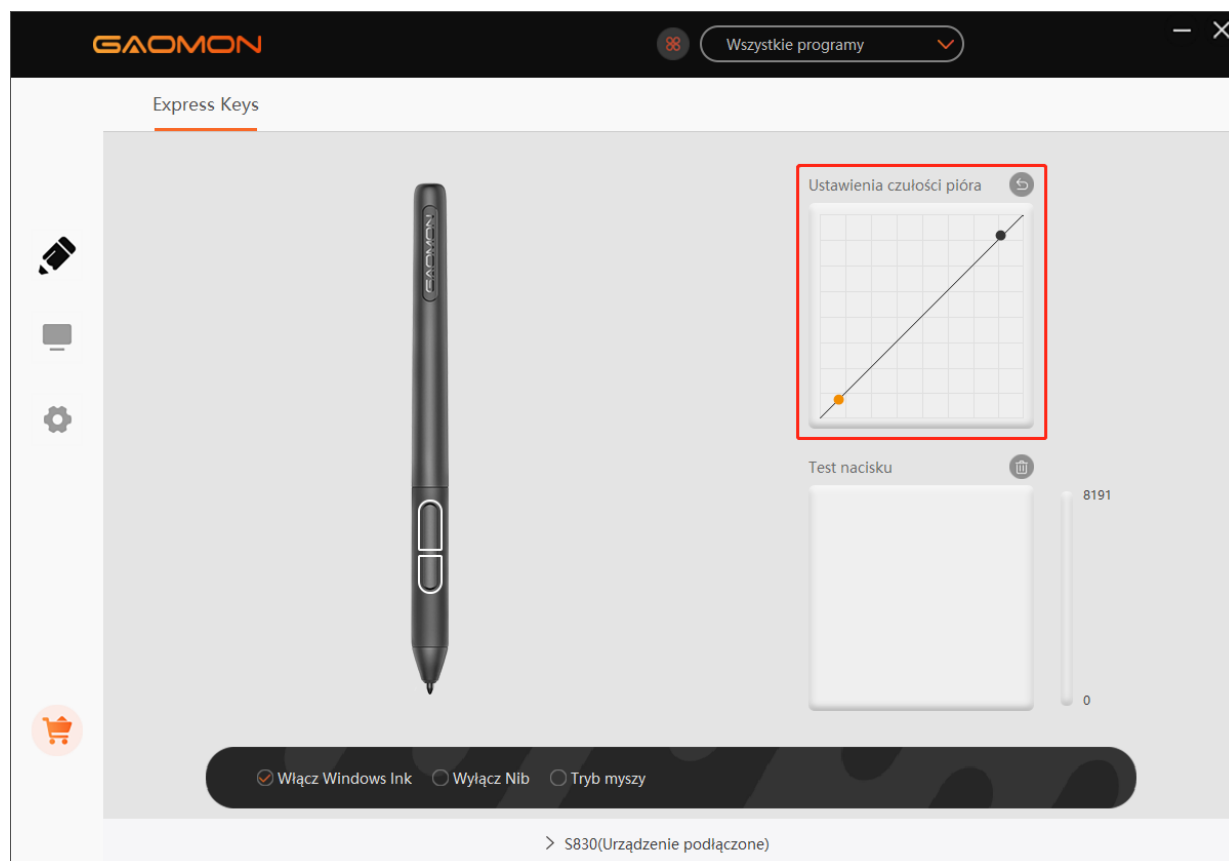 GAOMON
Wszystkie programy
Express Keys
GAOMON
Ustawienia czułości pióra
Test nacisku
8191
0
Włącz Windows Ink
Wyłącz Nib
Tryb myszy
S830(Urządzenie podłączone)